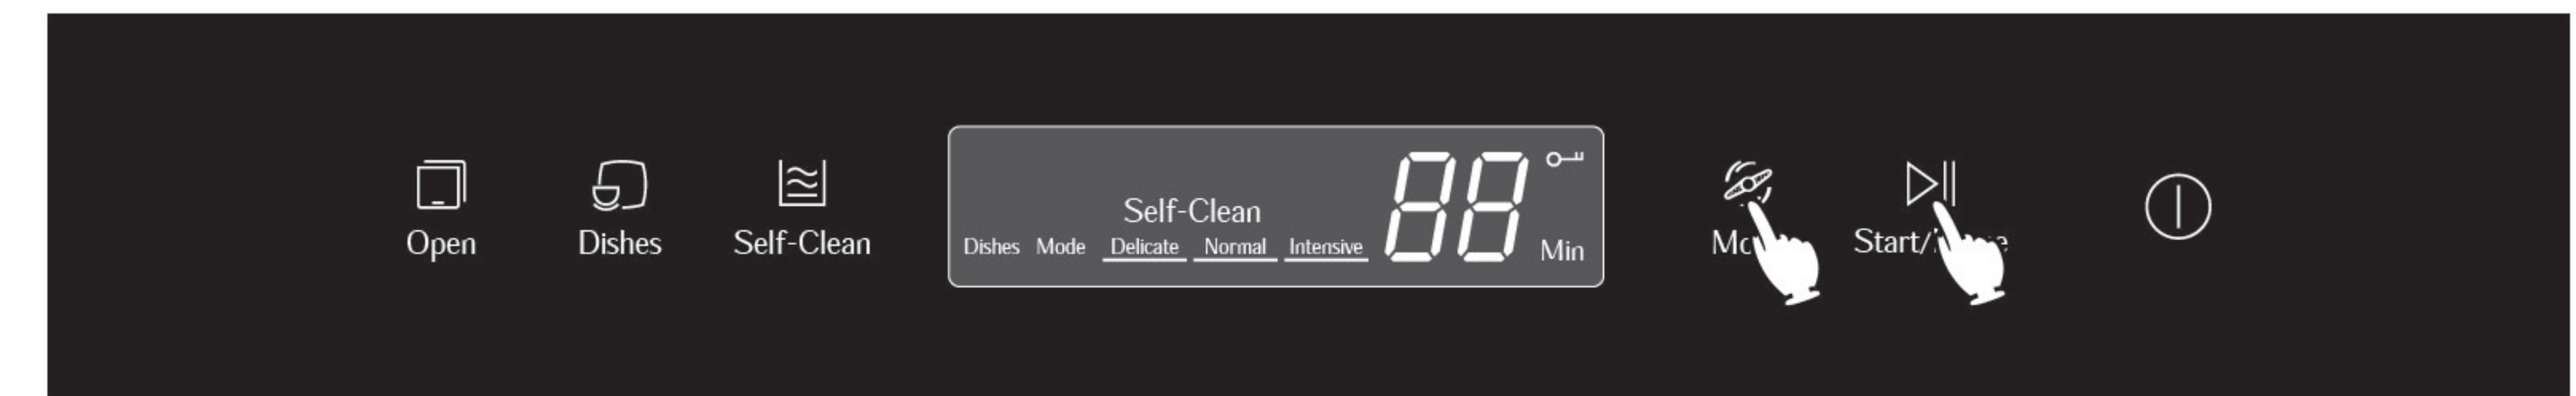 Self-Clean
88
Dishes Mode Delicate Normal Intensive
Min
Open
Dishes
Self-Clean
Start/